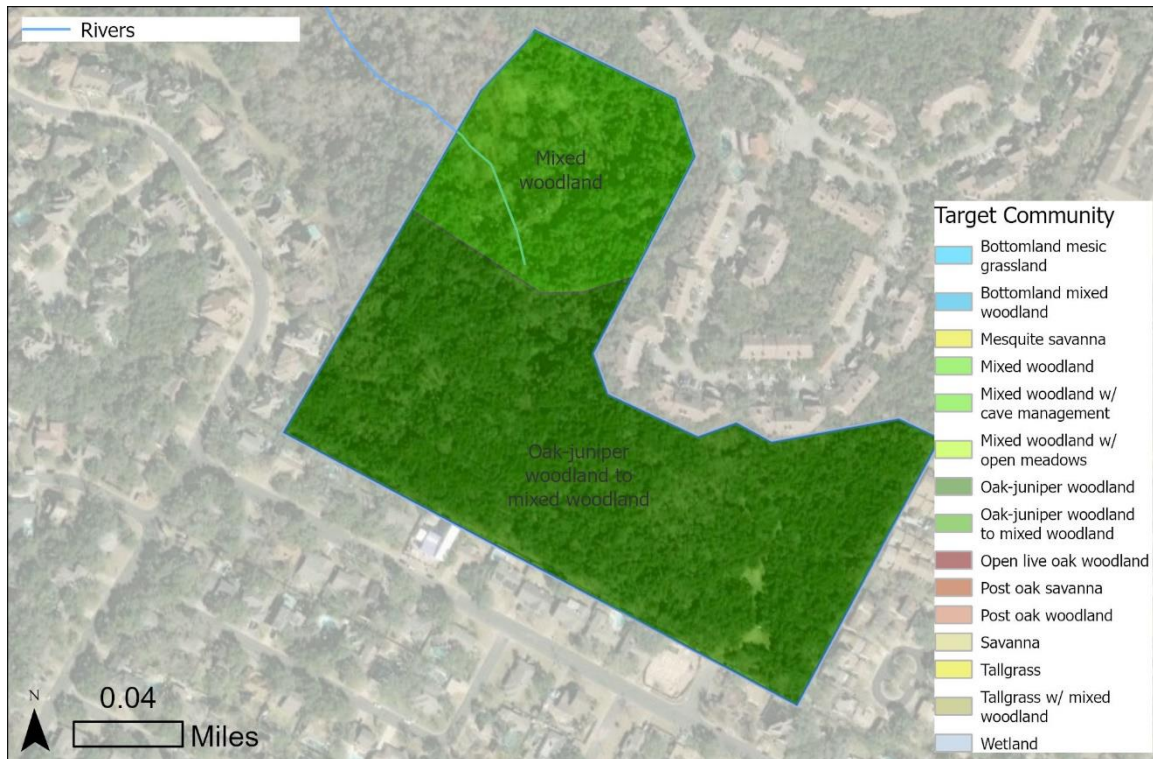 Rivers
Mixed
woodland
Oak-juniper
woodland to
mixed woodland
Target Community
Bottomland mesic
grassland
Bottomland mixed
woodland
Mesquite savanna
Mixed woodland
Mixed woodland w/
cave management
Mixed woodland w/
open meadows
Oak-juniper woodland
Oak-juniper woodland
to mixed woodland
Open live oak woodland
Post oak savanna
Post oak woodland
Savanna
Tallgrass
Tallgrass w/ mixed
woodland
Wetland
N
0.04
Miles